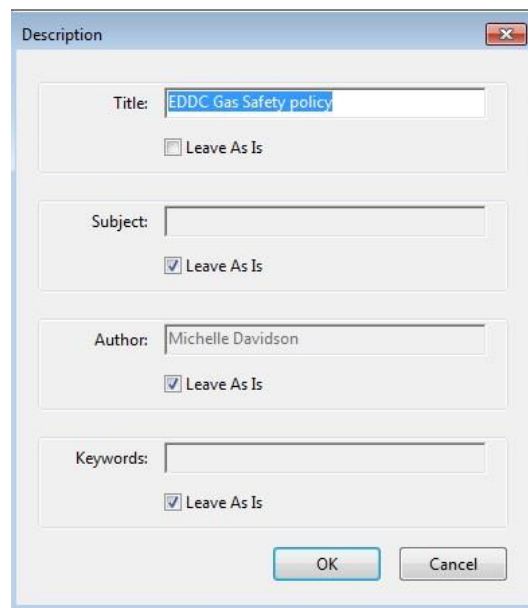 Description
Title: EDDC Gas Safety policy
Leave As Is
Subject:
Leave As Is
Author: Michelle Davidson
Leave As Is
Keywords:
Leave As Is
OK Cancel